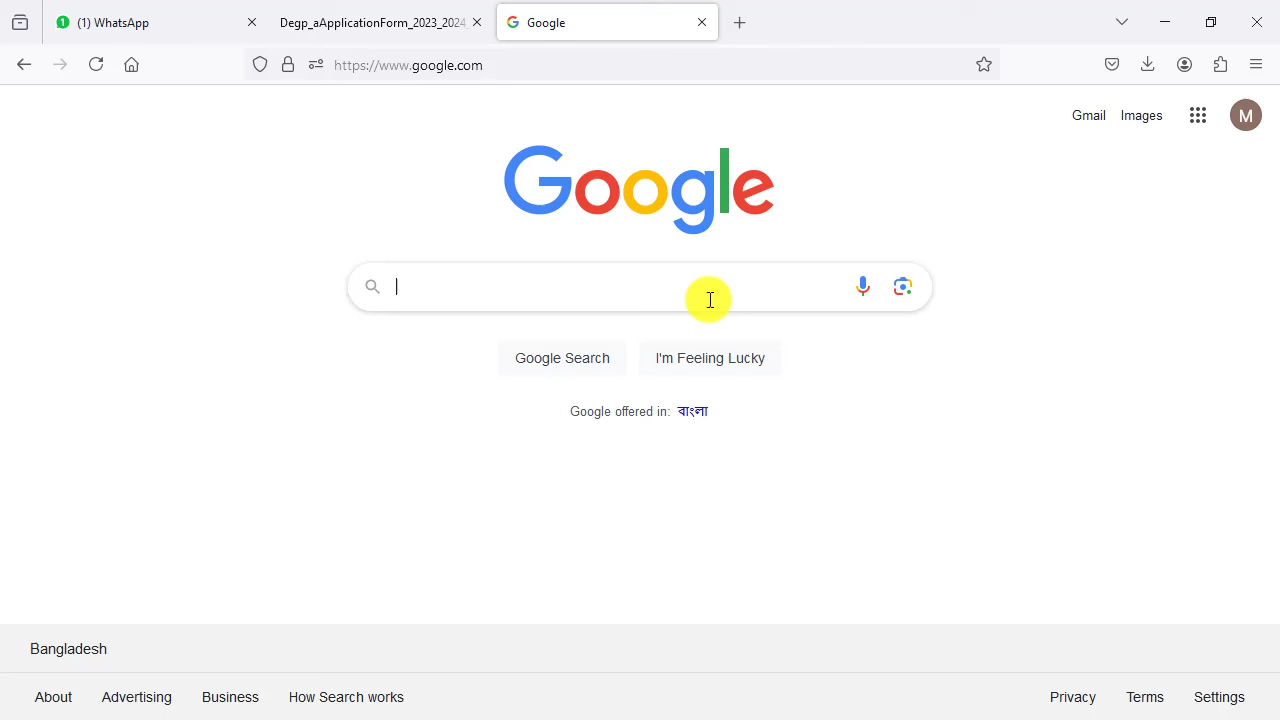 (1) WhatsApp
Degp_aApplicationForm_2023_2024
Google
https://www.google.com
Gmail Images M
Google
Google Search I'm Feeling Lucky
Google offered in: বাংলা
Bangladesh
About Advertising Business How Search works Privacy Terms Settings